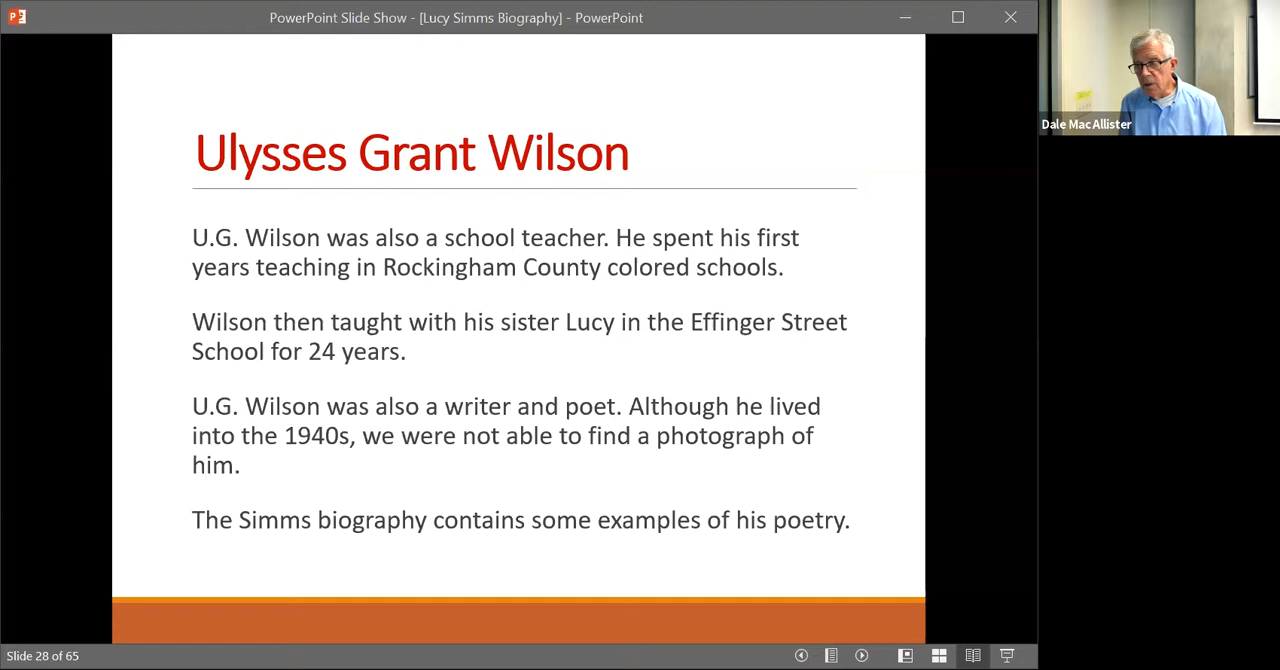 PowerPoint Slide Show - [Lucy Simms Biography] - PowerPoint
Dale MacAllister
Ulysses Grant Wilson
U.G. Wilson was also a school teacher. He spent his first
years teaching in Rockingham County colored schools.
Wilson then taught with his sister Lucy in the Effinger Street
School for 24 years.
U.G. Wilson was also a writer and poet. Although he lived
into the 1940s, we were not able to find a photograph of
him.
The Simms biography contains some examples of his poetry.
Slide 28 of 65